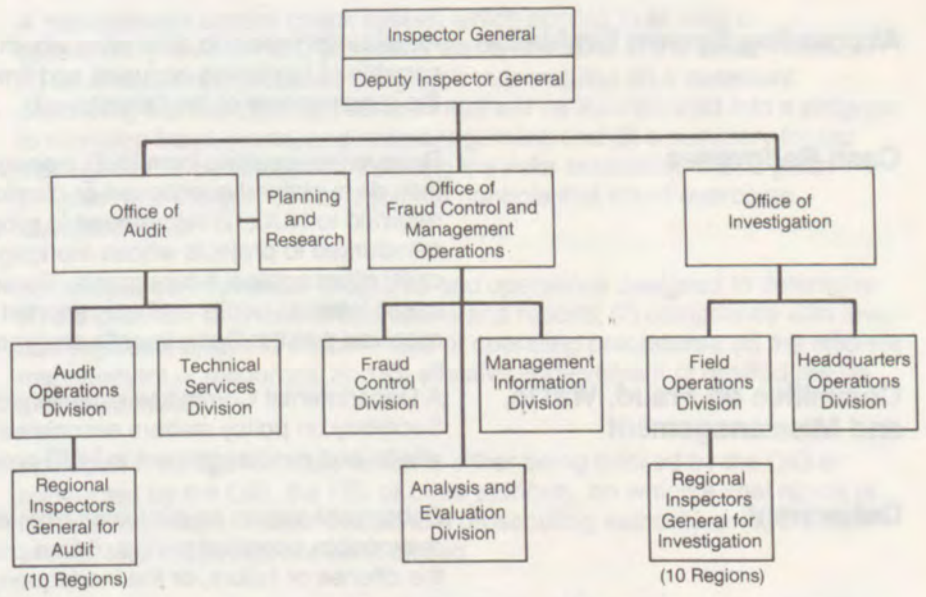 Inspector General
Deputy Inspector General
Office of
Audit
Planning
and
Research
Office of
Fraud Control and
Management
Operations
Office of
Investigation
Audit
Operations
Division
Technical
Services
Division
Fraud
Control
Division
Management
Information
Division
Field
Operations
Division
Headquarters
Operations
Division
Regional
Inspectors
General for
Audit
(10 Regions)
Analysis and
Evaluation
Division
Regional
Inspectors
General for
Investigation
(10 Regions)